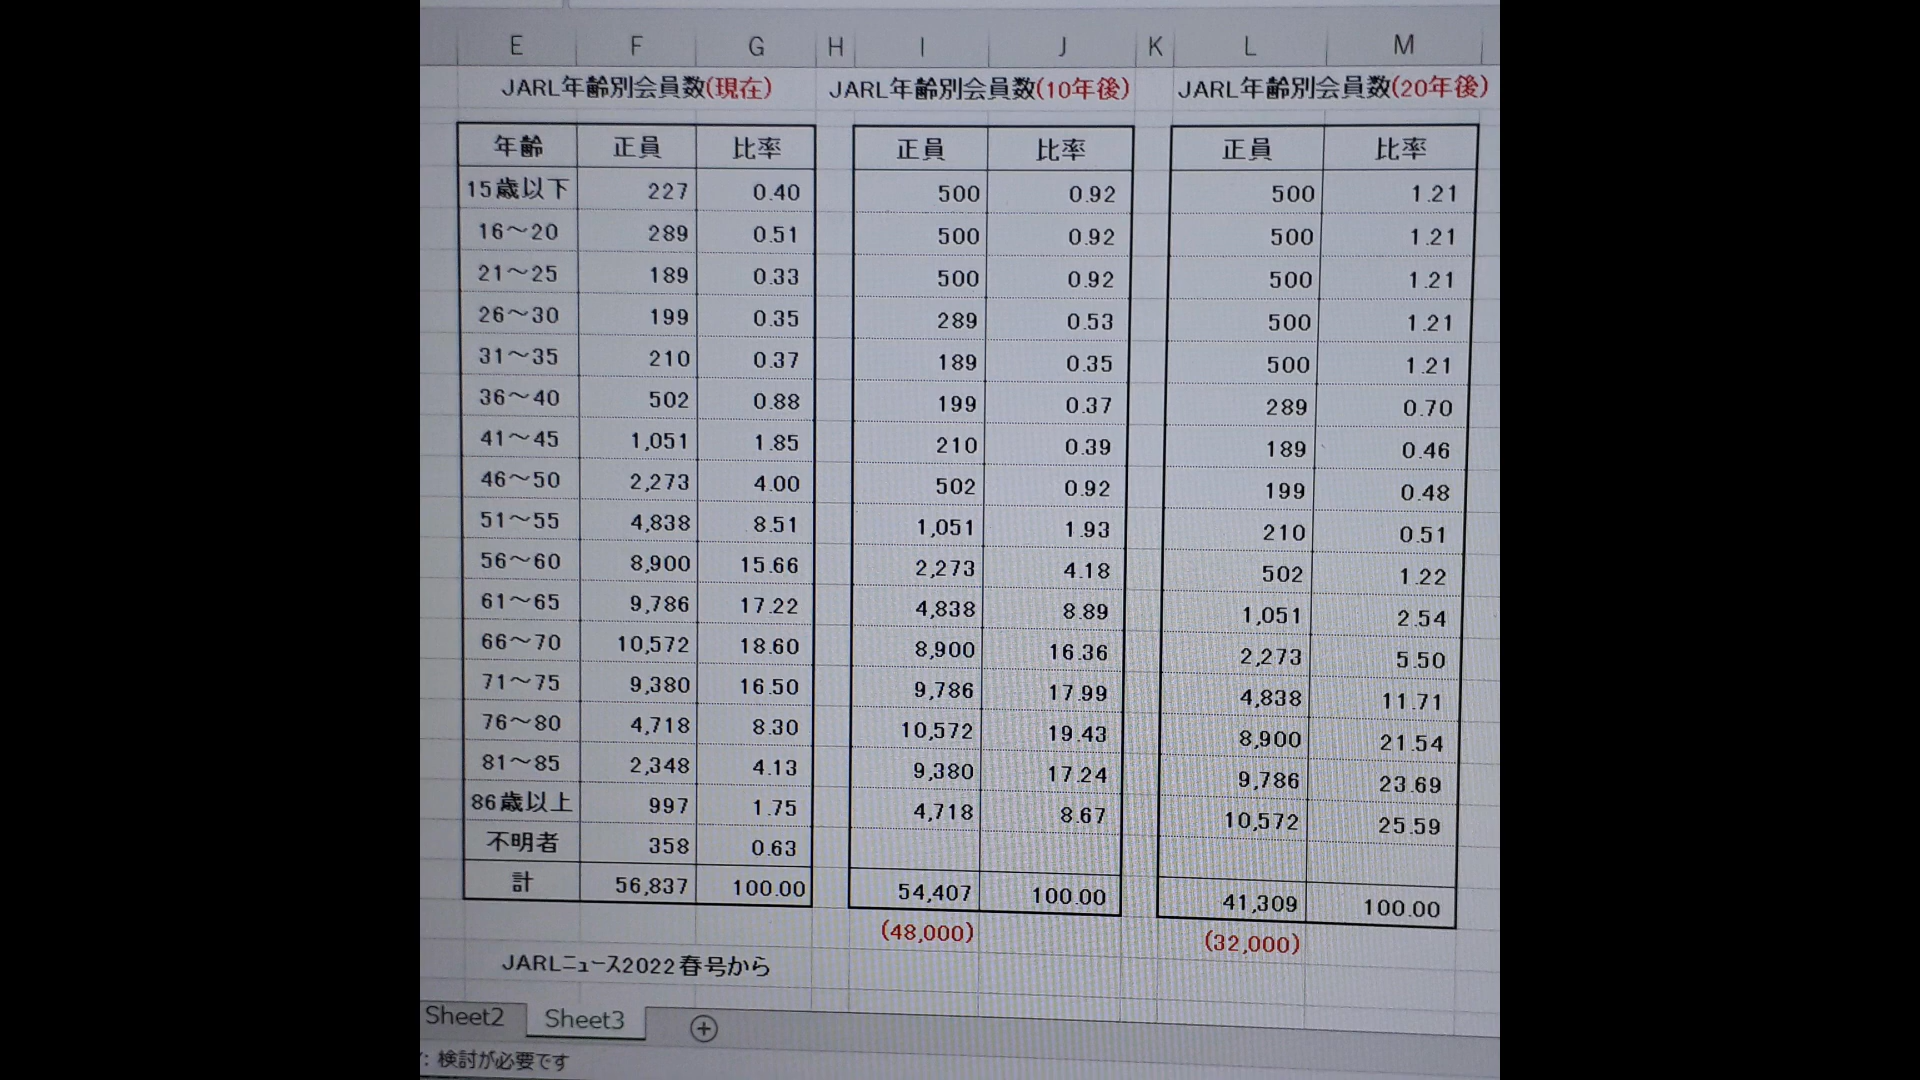 E F G H I J K L M
JARL年齢別会員数(現在) JARL年齢別会員数(10年後) JARL年齢別会員数(20年後)
年齢 正員 比率 正員 比率 正員 比率
15歳以下 227 0.40 500 0.92 500 1.21
16～20 289 0.51 500 0.92 500 1.21
21～25 189 0.33 500 0.92 500 1.21
26～30 199 0.35 289 0.53 500 1.21
31～35 210 0.37 189 0.35 500 1.21
36～40 502 0.88 199 0.37 289 0.70
41～45 1,051 1.85 210 0.39 189 0.46
46～50 2,273 4.00 502 0.92 199 0.48
51～55 4,838 8.51 1,051 1.93 210 0.51
56～60 8,900 15.66 2,273 4.18 502 1.22
61～65 9,786 17.22 4,838 8.89 1,051 2.54
66～70 10,572 18.60 8,900 16.36 2,273 5.50
71～75 9,380 16.50 9,786 17.99 4,838 11.71
76～80 4,718 8.30 10,572 19.43 8,900 21.54
81～85 2,348 4.13 9,380 17.24 9,786 23.69
86歳以上 997 1.75 4,718 8.67 10,572 25.59
不明者 358 0.63
計 56,837 100.00 54,407 100.00 41,309 100.00
(48,000) (32,000)
JARLニュース2022春号から
Sheet2 Sheet3
: 検討が必要です